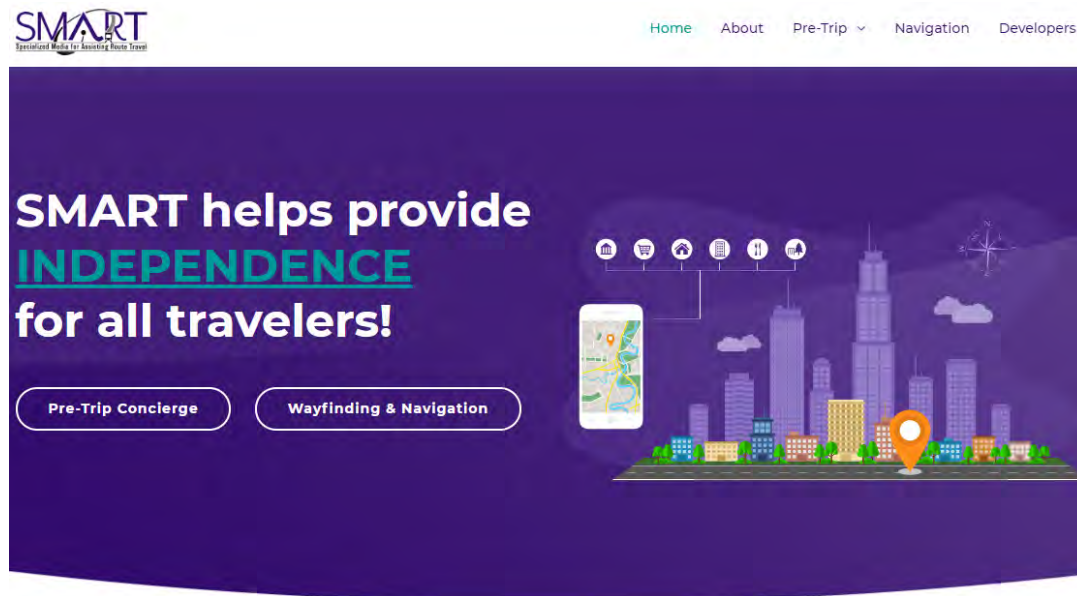 SMART
Specialized Media for Assisting Route Travel
Home About Pre-Trip Navigation Developers
SMART helps provide
INDEPENDENCE
for all travelers!
Pre-Trip Concierge Wayfinding & Navigation